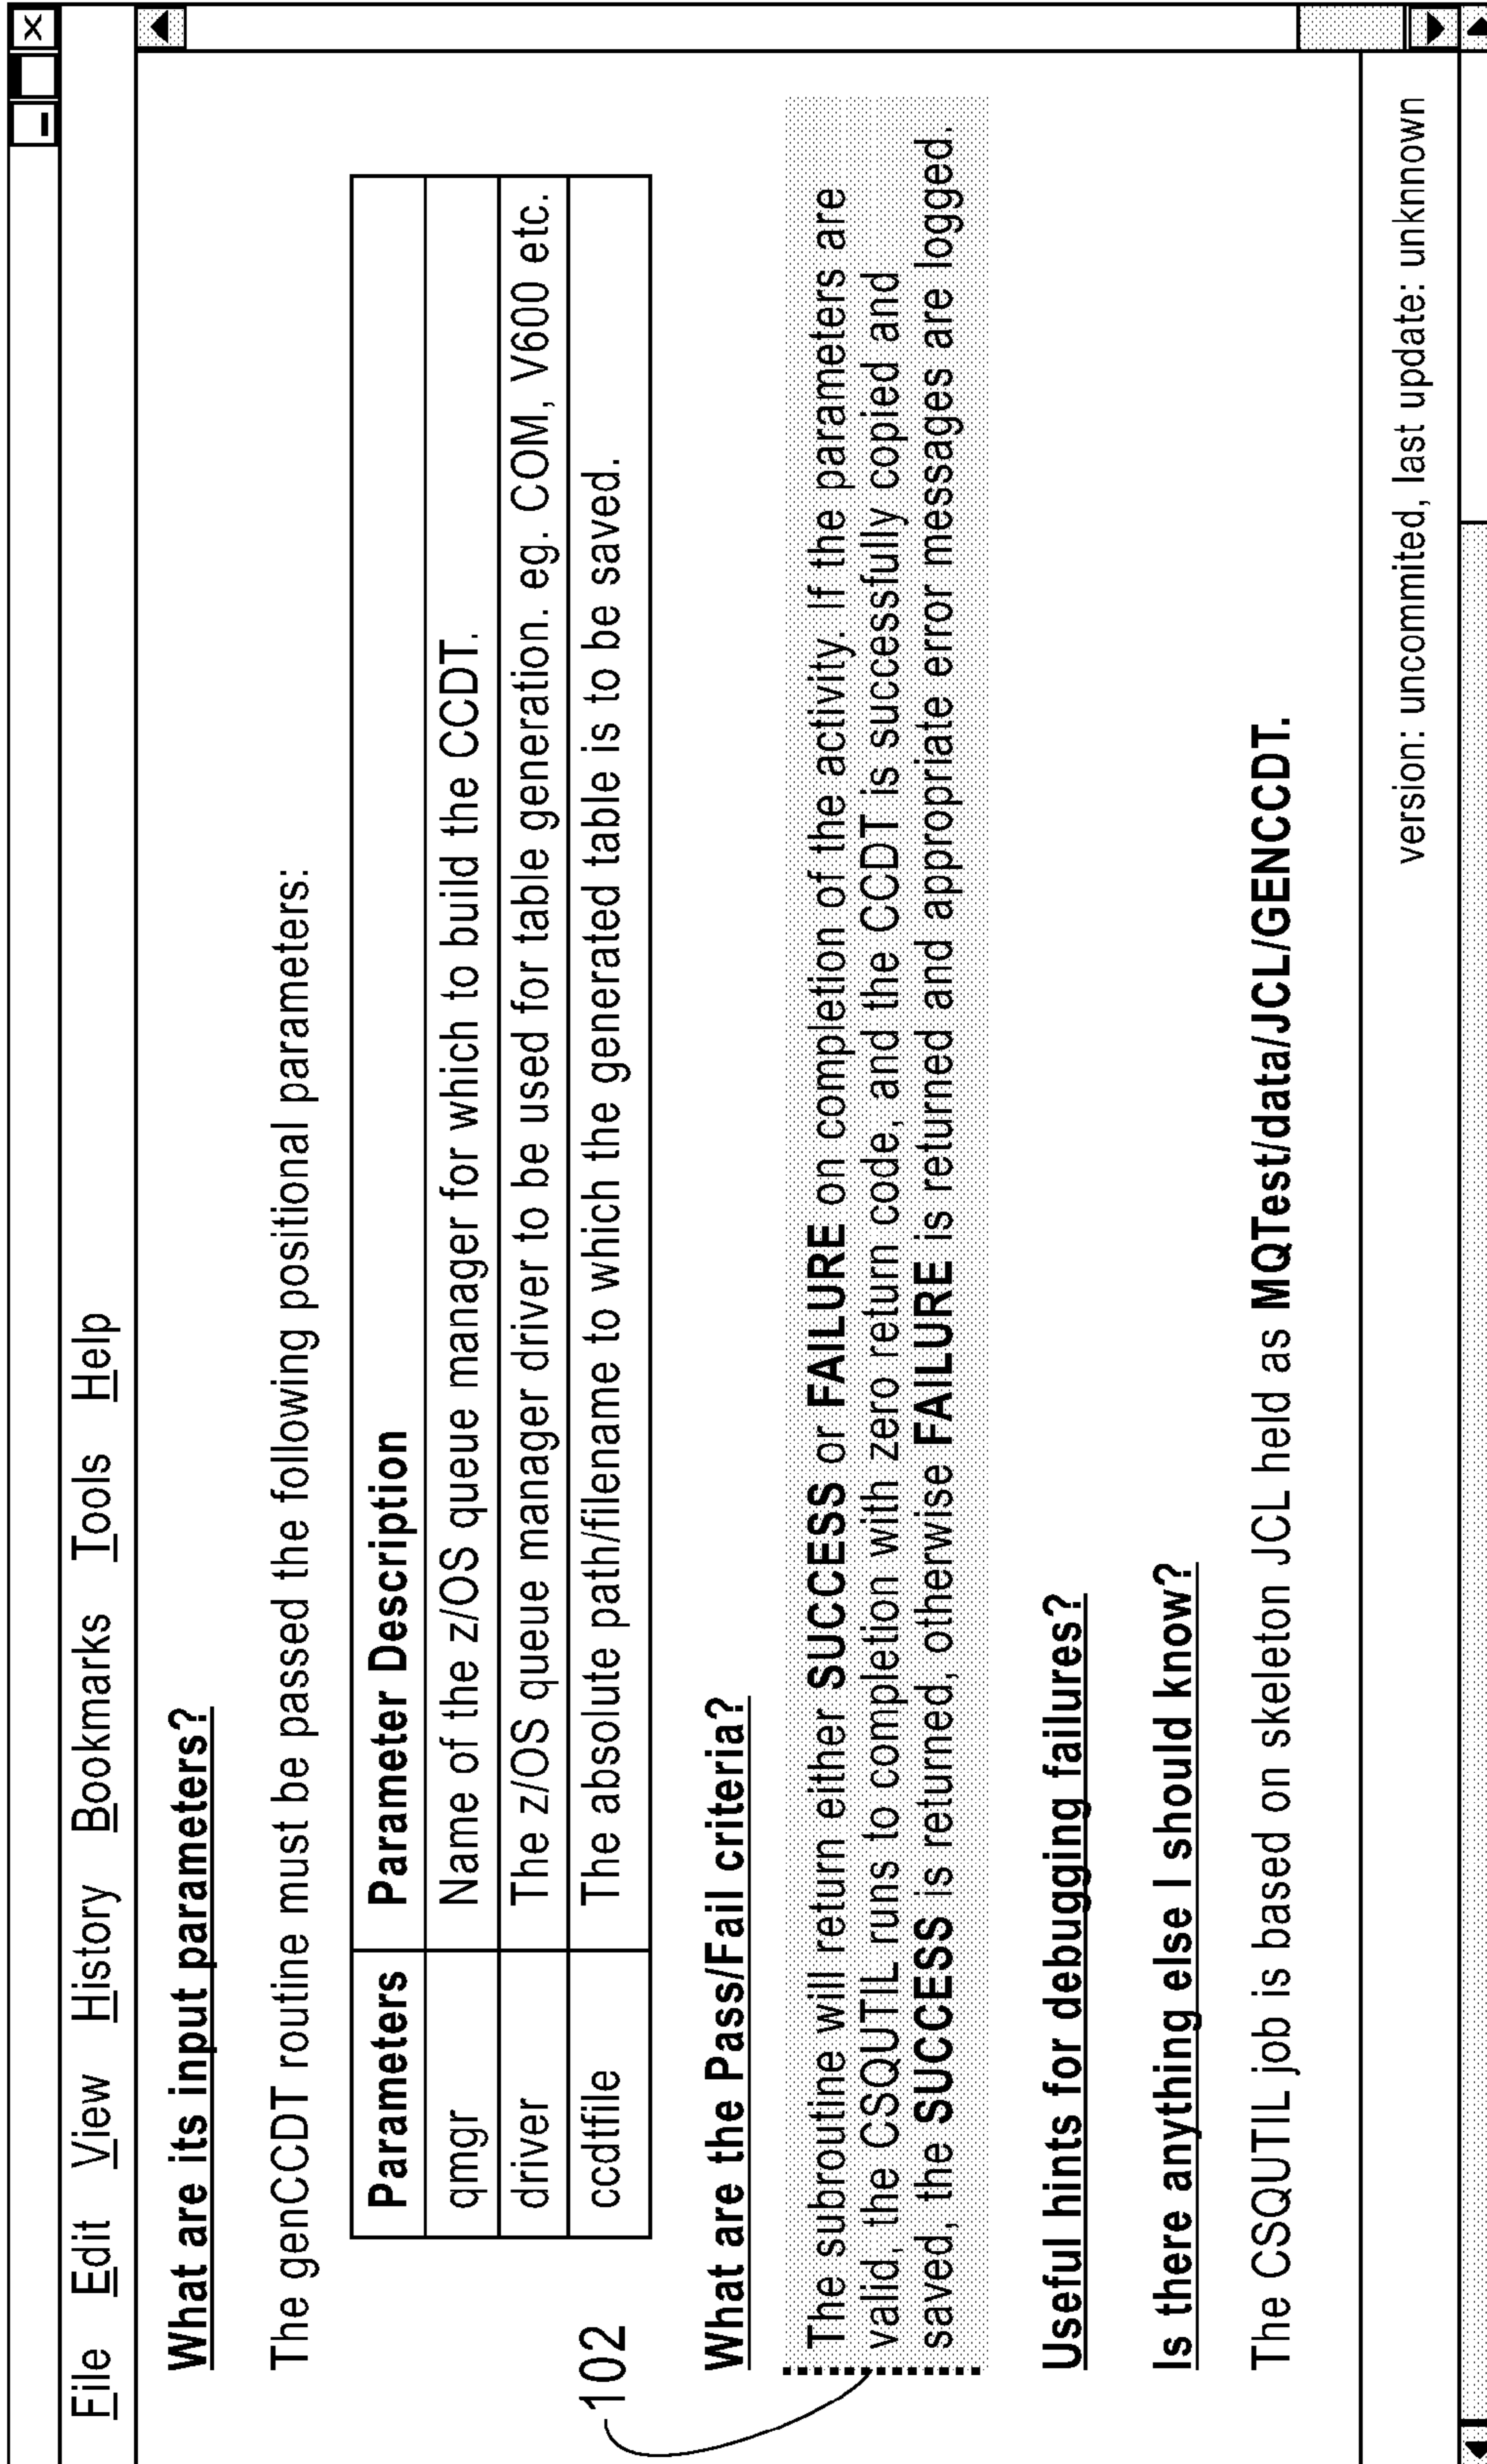 File Edit View History Bookmarks Tools Help
What are its input parameters?
The genCCDT routine must be passed the following positional parameters:
Parameters Parameter Description
qmgr Name of the z/OS queue manager for which to build the CCDT.
driver The z/OS queue manager driver to be used for table generation. eg. COM, V600 etc.
ccdtfile The absolute path/filename to which the generated table is to be saved.
102
What are the Pass/Fail criteria?
The subroutine will return either SUCCESS or FAILURE on completion of the activity. If the parameters are
valid, the CSQUTIL runs to completion with zero return code, and the CCDT is successfully copied and
saved, the SUCCESS is returned, otherwise FAILURE is returned and appropriate error messages are logged.
Useful hints for debugging failures?
Is there anything else I should know?
The CSQUTIL job is based on skeleton JCL held as MQTest/data/JCL/GENCCDT.
version: uncommited, last update: unknnown